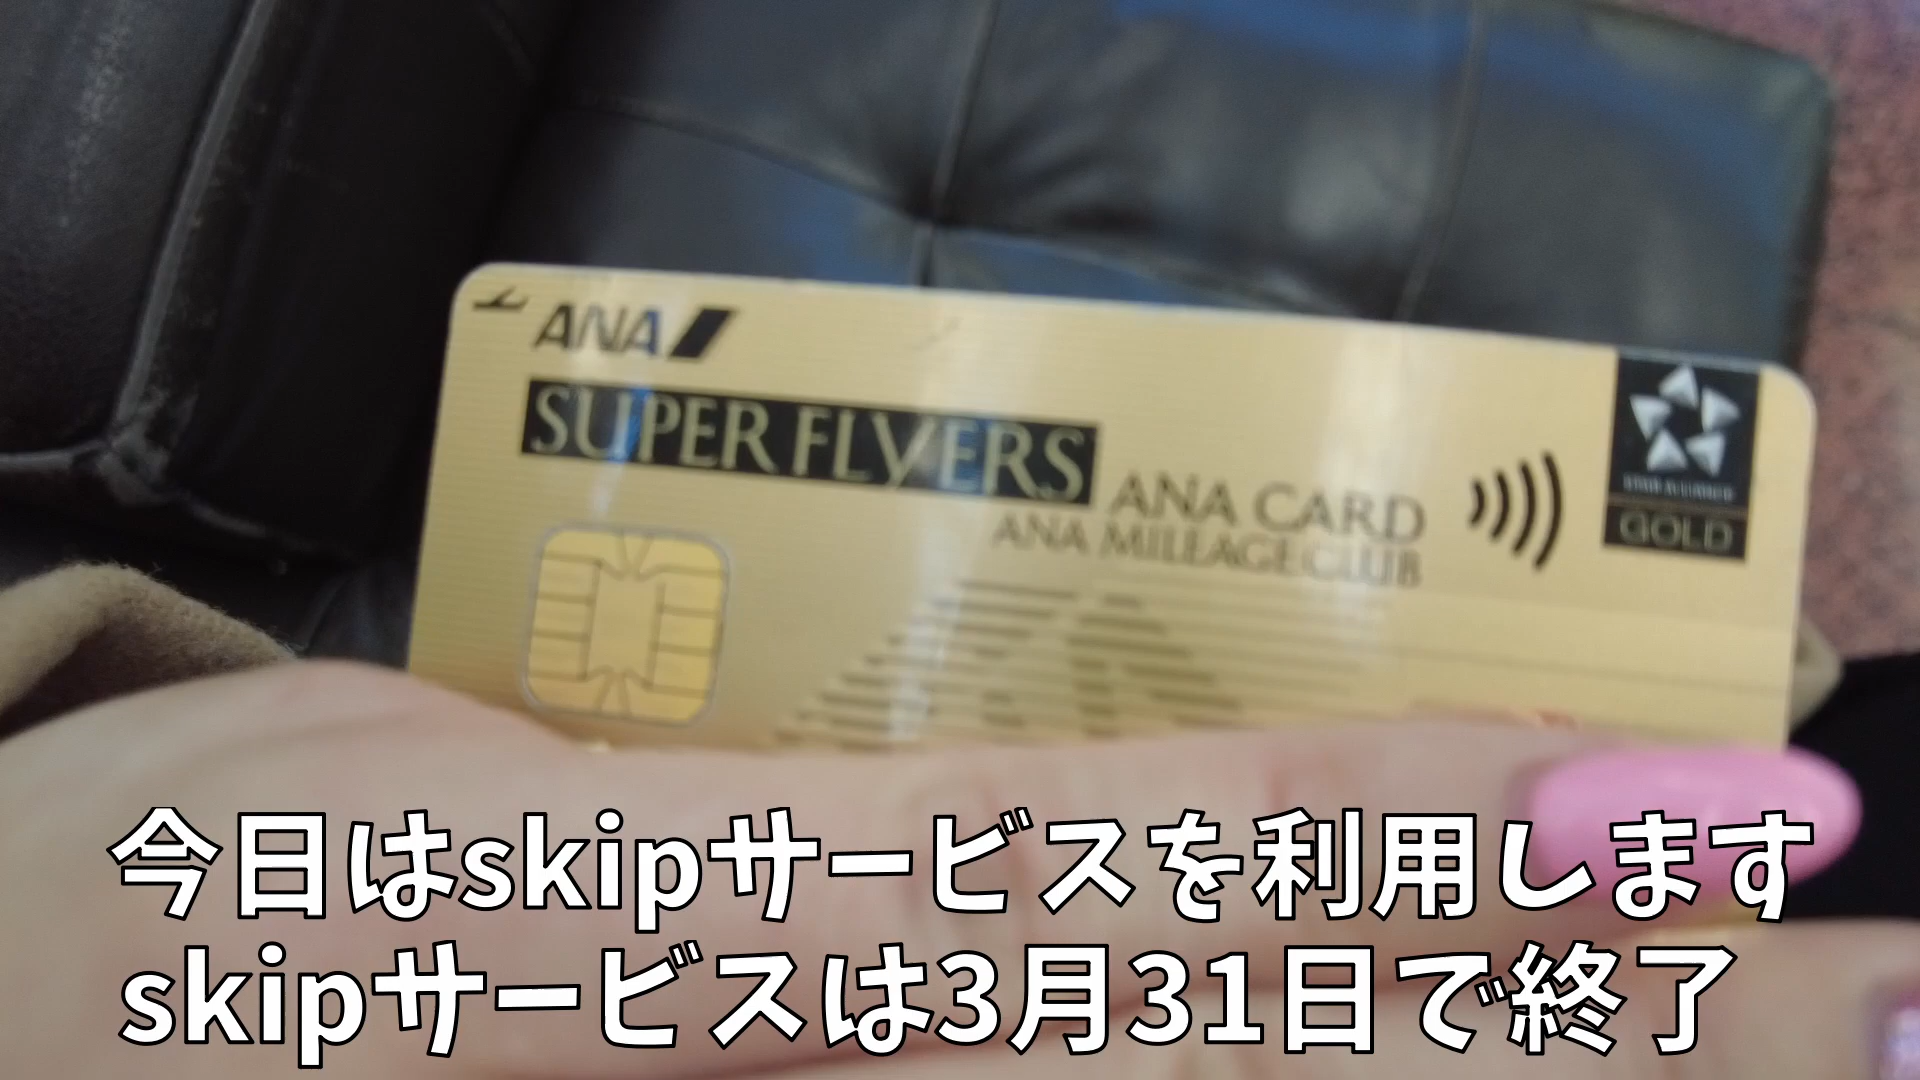 ANA
SUPER FLYERS
ANA CARD
ANA MILEAGE CLUB
STAR ALLIANCE
GOLD
今日はskipサービスを利用します
skipサービスは3月31日で終了